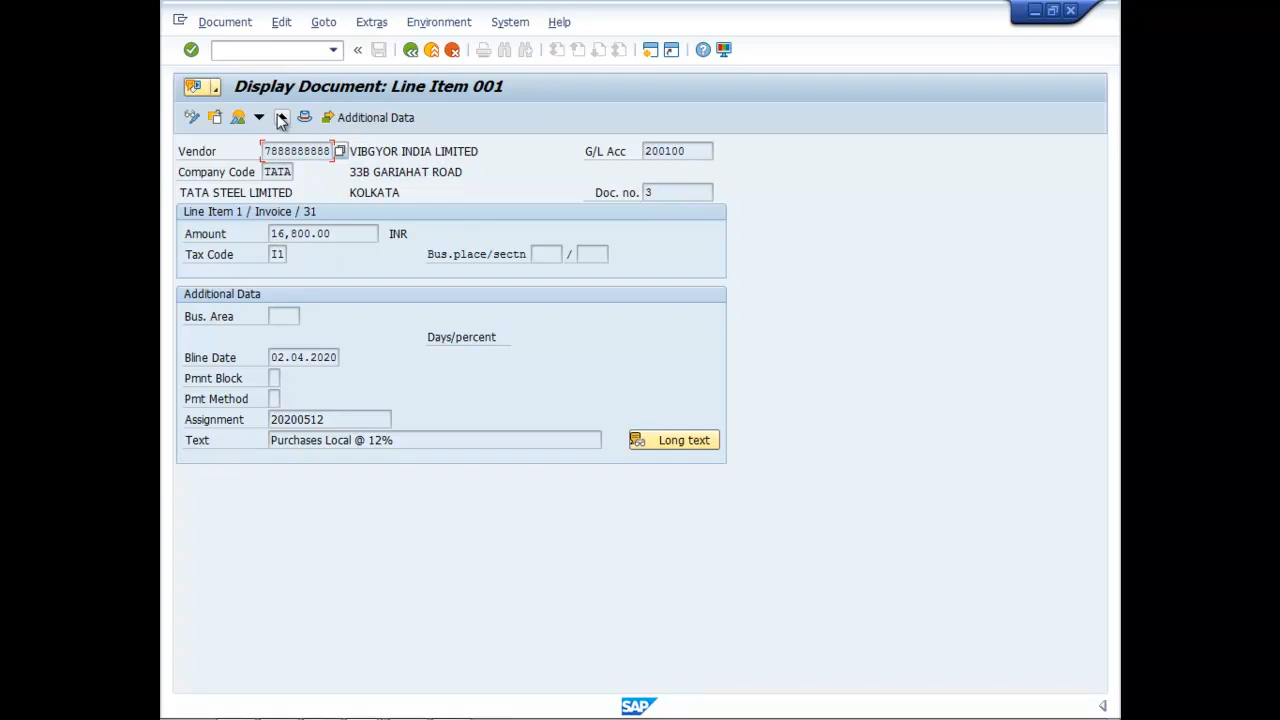 Document Edit Goto Extras Environment System Help
Display Document: Line Item 001
Additional Data
Vendor 7888888888 VIBGYOR INDIA LIMITED G/L Acc 200100
Company Code TATA 33B GARIAHAT ROAD
TATA STEEL LIMITED KOLKATA Doc. no. 3
Line Item 1 / Invoice / 31
Amount 16,800.00 INR
Tax Code I1 Bus.place/sectn /
Additional Data
Bus. Area
Days/percent
Bline Date 02.04.2020
Pmnt Block
Pmt Method
Assignment 20200512
Text Purchases Local @ 12% Long text
SAP